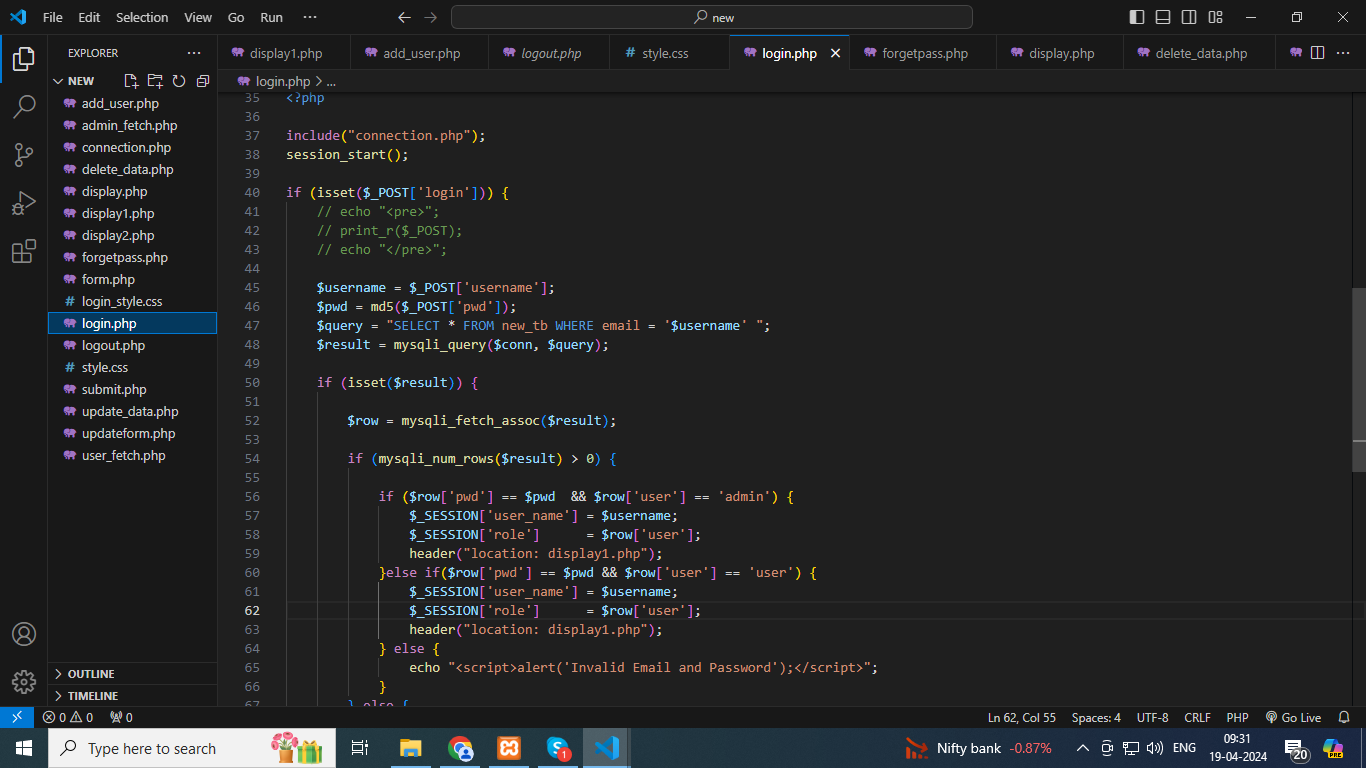 File Edit Selection View Go Run ··· new
EXPLORER ···
display1.php add_user.php logout.php # style.css login.php forgetpass.php display.php delete_data.php ···
NEW
login.php > ...
add_user.php
admin_fetch.php
connection.php
delete_data.php
display.php
display1.php
display2.php
forgetpass.php
form.php
# login_style.css
login.php
logout.php
# style.css
submit.php
update_data.php
updateform.php
user_fetch.php
OUTLINE
TIMELINE
35 <?php
36
37 include("connection.php");
38 session_start();
39
40 if (isset($_POST['login'])) {
41     // echo "<pre>";
42     // print_r($_POST);
43     // echo "</pre>";
44
45     $username = $_POST['username'];
46     $pwd = md5($_POST['pwd']);
47     $query = "SELECT * FROM new_tb WHERE email = '$username' ";
48     $result = mysqli_query($conn, $query);
49
50     if (isset($result)) {
51
52         $row = mysqli_fetch_assoc($result);
53
54         if (mysqli_num_rows($result) > 0) {
55
56             if ($row['pwd'] == $pwd  && $row['user'] == 'admin') {
57                 $_SESSION['user_name'] = $username;
58                 $_SESSION['role']      = $row['user'];
59                 header("location: display1.php");
60             }else if($row['pwd'] == $pwd && $row['user'] == 'user') {
61                 $_SESSION['user_name'] = $username;
62                 $_SESSION['role']      = $row['user'];
63                 header("location: display1.php");
64             } else {
65                 echo "<script>alert('Invalid Email and Password');</script>";
66             }
67         } else {
0 0 0 Ln 62, Col 55 Spaces: 4 UTF-8 CRLF PHP Go Live
Type here to search 1 Nifty bank -0.87% ENG 09:31 19-04-2024 20 PRE